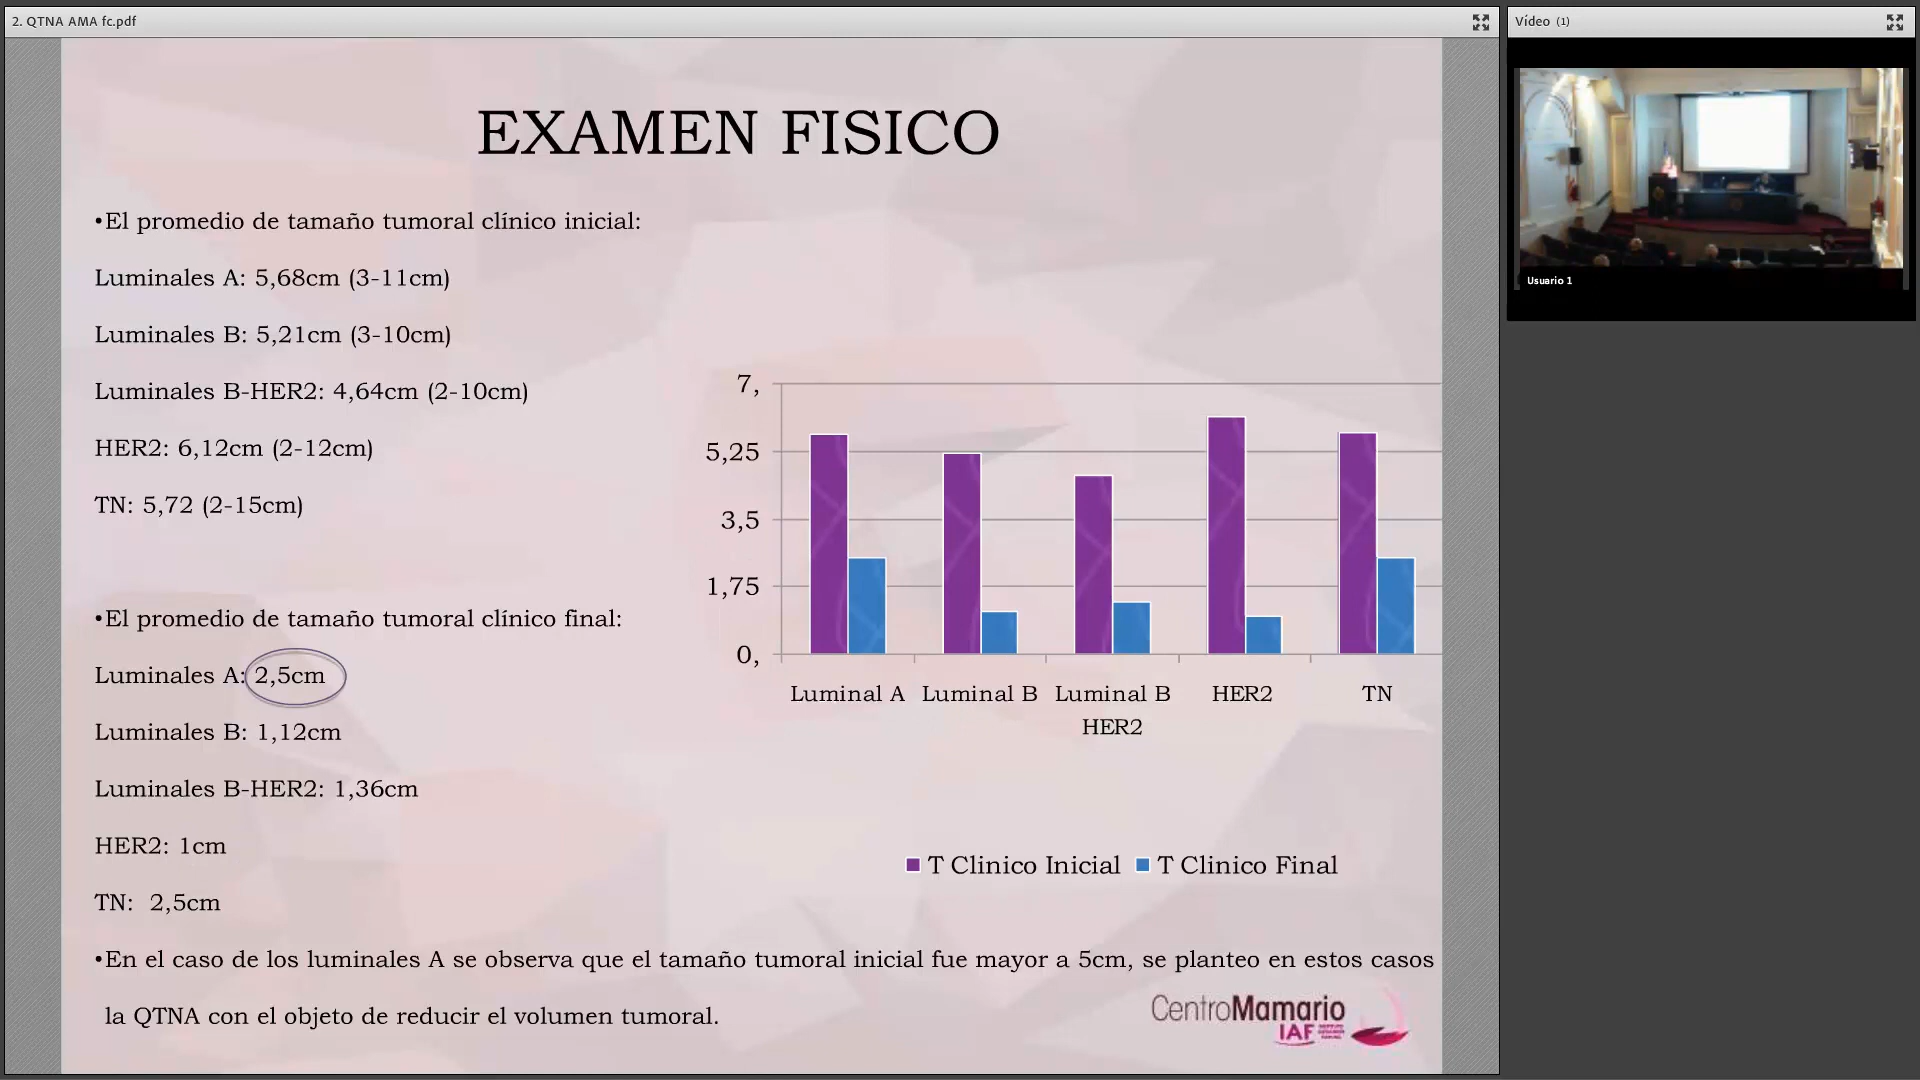 2. QTNA AMA fc.pdf
Vídeo (1)
Usuario 1
EXAMEN FISICO
•El promedio de tamaño tumoral clínico inicial:
Luminales A: 5,68cm (3-11cm)
Luminales B: 5,21cm (3-10cm)
Luminales B-HER2: 4,64cm (2-10cm)
HER2: 6,12cm (2-12cm)
TN: 5,72 (2-15cm)
•El promedio de tamaño tumoral clínico final:
Luminales A: 2,5cm
Luminales B: 1,12cm
Luminales B-HER2: 1,36cm
HER2: 1cm
TN: 2,5cm
7,
5,25
3,5
1,75
0,
Luminal A Luminal B Luminal B HER2 TN
HER2
T Clinico Inicial T Clinico Final
•En el caso de los luminales A se observa que el tamaño tumoral inicial fue mayor a 5cm, se planteo en estos casos
la QTNA con el objeto de reducir el volumen tumoral.
CentroMamario
IAF